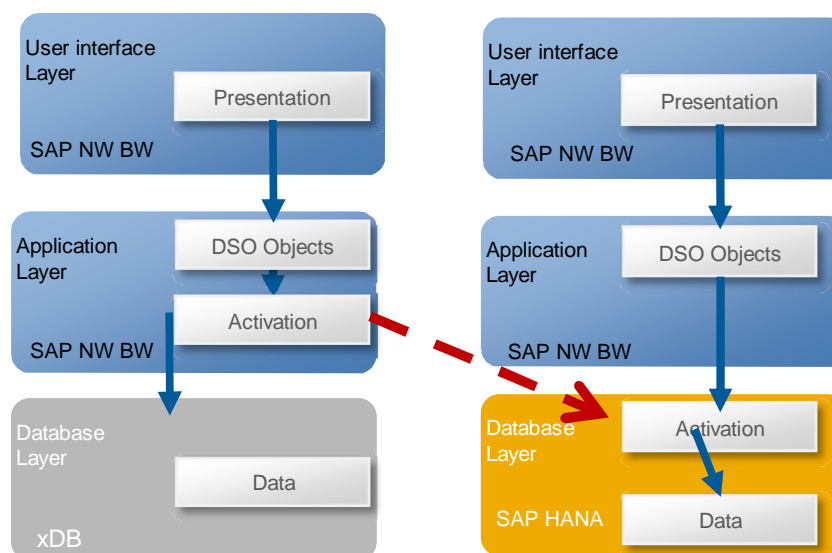 User interface
Layer
Presentation
SAP NW BW
Application
Layer
DSO Objects
Activation
SAP NW BW
Database
Layer
Data
xDB
User interface
Layer
Presentation
SAP NW BW
Application
Layer
DSO Objects
SAP NW BW
Database
Layer
Activation
SAP HANA
Data